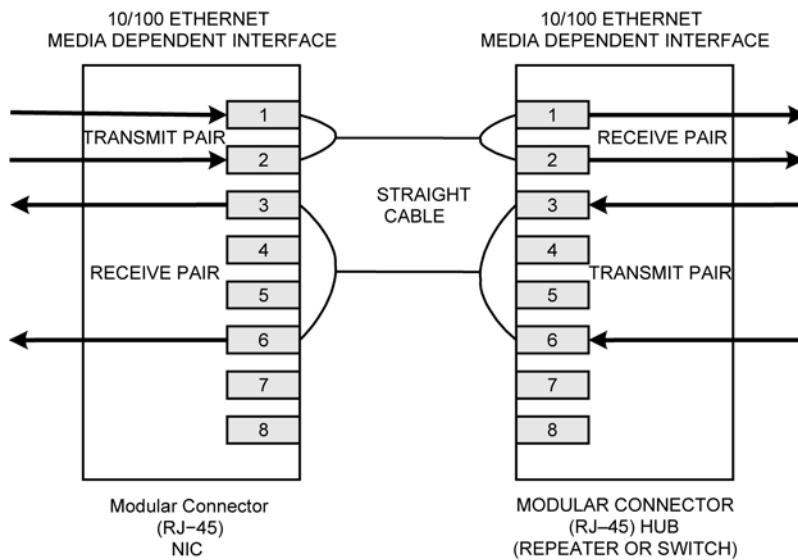 10/100 ETHERNET
MEDIA DEPENDENT INTERFACE
1
TRANSMIT PAIR
2
3
4
RECEIVE PAIR
5
6
7
8
Modular Connector
(RJ−45)
NIC
STRAIGHT
CABLE
10/100 ETHERNET
MEDIA DEPENDENT INTERFACE
1
RECEIVE PAIR
2
3
4
TRANSMIT PAIR
5
6
7
8
MODULAR CONNECTOR
(RJ–45) HUB
(REPEATER OR SWITCH)